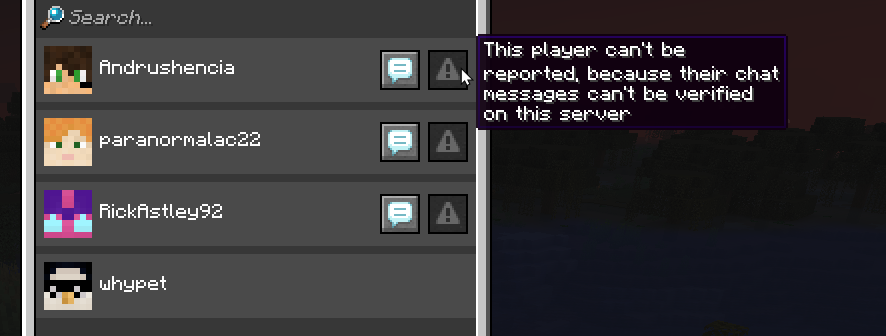 Search...
Andrushencia
This player can't be
reported, because their chat
messages can't be verified
on this server
paranormalac22
RickAstley92
whypet